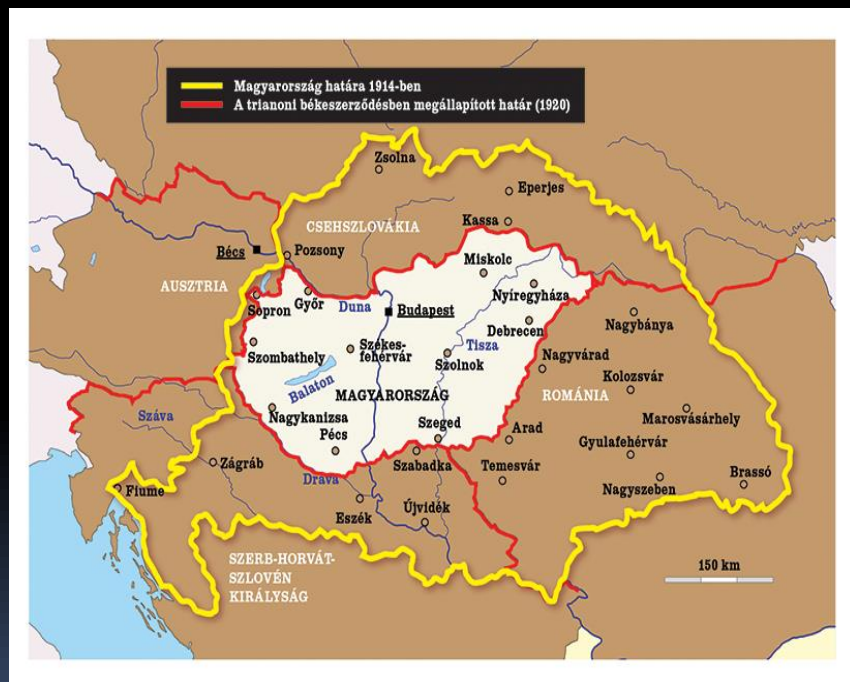 Magyarország határa 1914-ben
A trianoni békeszerződésben megállapított határ (1920)
Zsolna
Eperjes
Kassa
CSEHSZLOVÁKIA
Bécs
Pozsony
Miskolc
AUSZTRIA
Nyíregyháza
Győr
Duna
Sopron
Budapest
Nagybánya
Debrecen
Szombathely
Székes-
fehérvár
Tisza
Szolnok
Nagyvárad
Kolozsvár
Balaton
MAGYARORSZÁG
ROMÁNIA
Marosvásárhely
Száva
Nagykanizsa
Szeged
Arad
Gyulafehérvár
Pécs
Zágráb
Szabadka
Temesvár
Brassó
Fiume
Dráva
Nagyszeben
Eszék
Újvidék
SZERB-HORVÁT-
SZLOVÉN
KIRÁLYSÁG
150 km